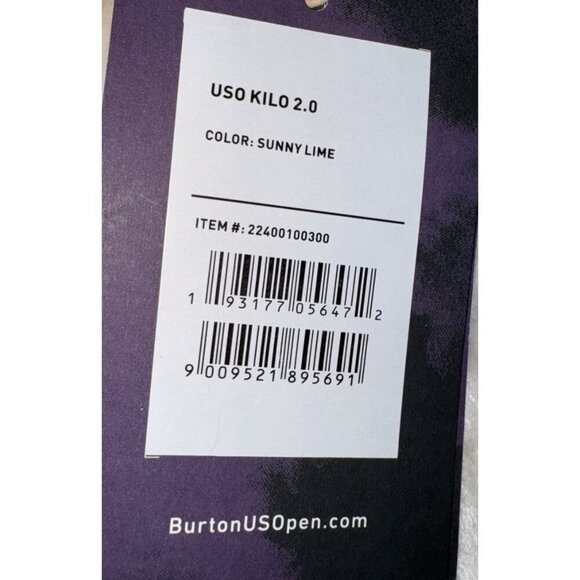 USO KILO 2.0
COLOR: SUNNY LIME
ITEM #: 22400100300
1 93177 05647 2
9 009521 895691
BurtonUSOpen.com